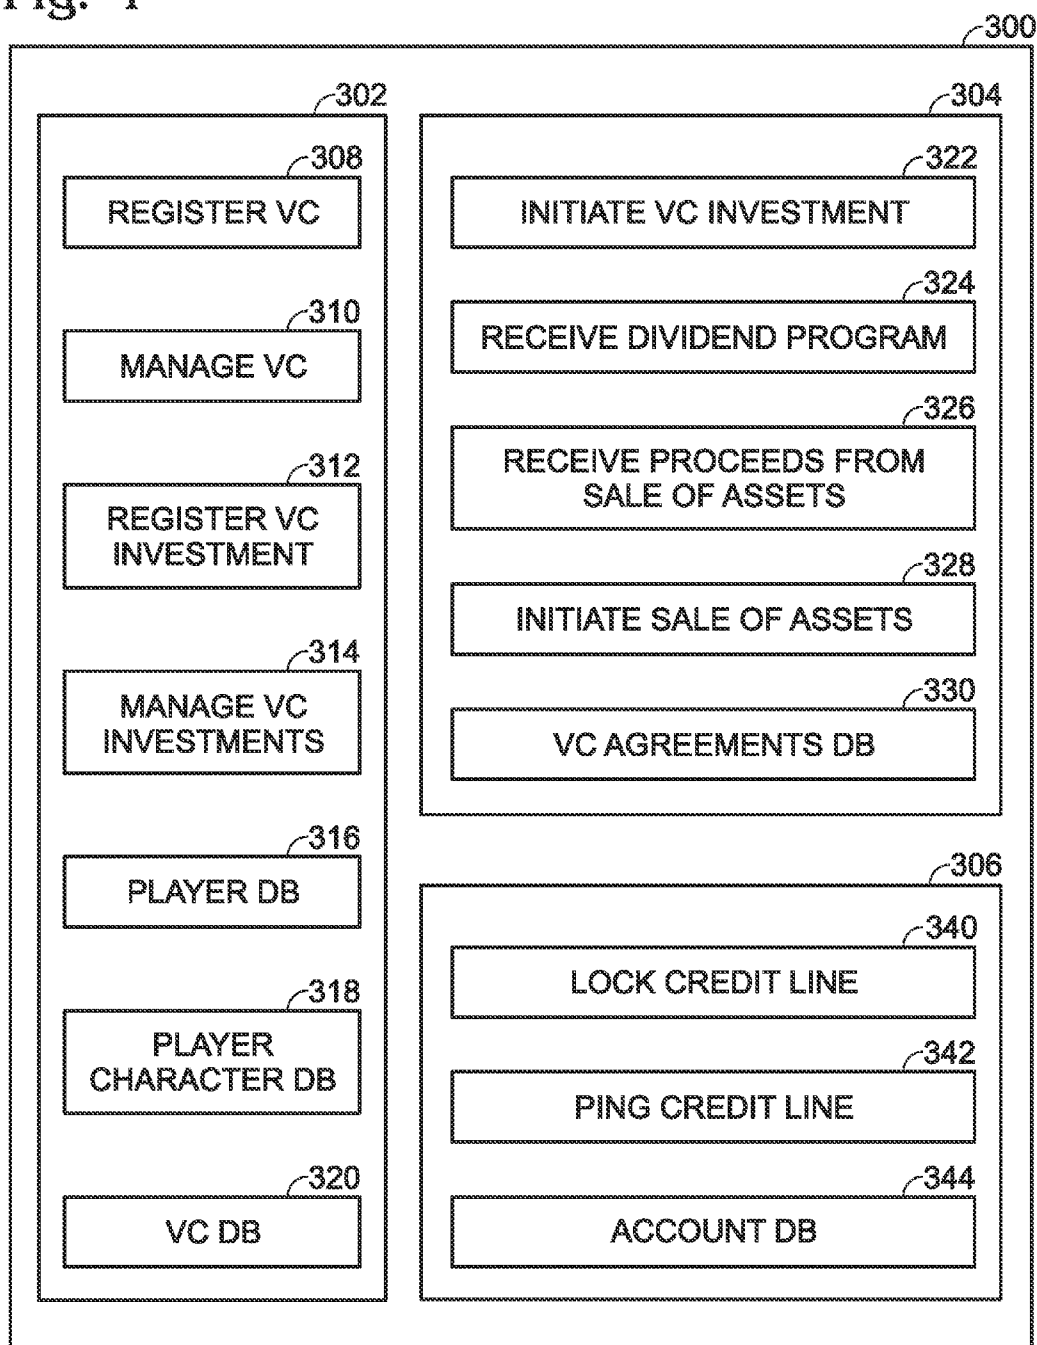 Fig. 4
300
302
308
REGISTER VC
310
MANAGE VC
312
REGISTER VC
INVESTMENT
314
MANAGE VC
INVESTMENTS
316
PLAYER DB
318
PLAYER
CHARACTER DB
320
VC DB
304
322
INITIATE VC INVESTMENT
324
RECEIVE DIVIDEND PROGRAM
326
RECEIVE PROCEEDS FROM
SALE OF ASSETS
328
INITIATE SALE OF ASSETS
330
VC AGREEMENTS DB
306
340
LOCK CREDIT LINE
342
PING CREDIT LINE
344
ACCOUNT DB